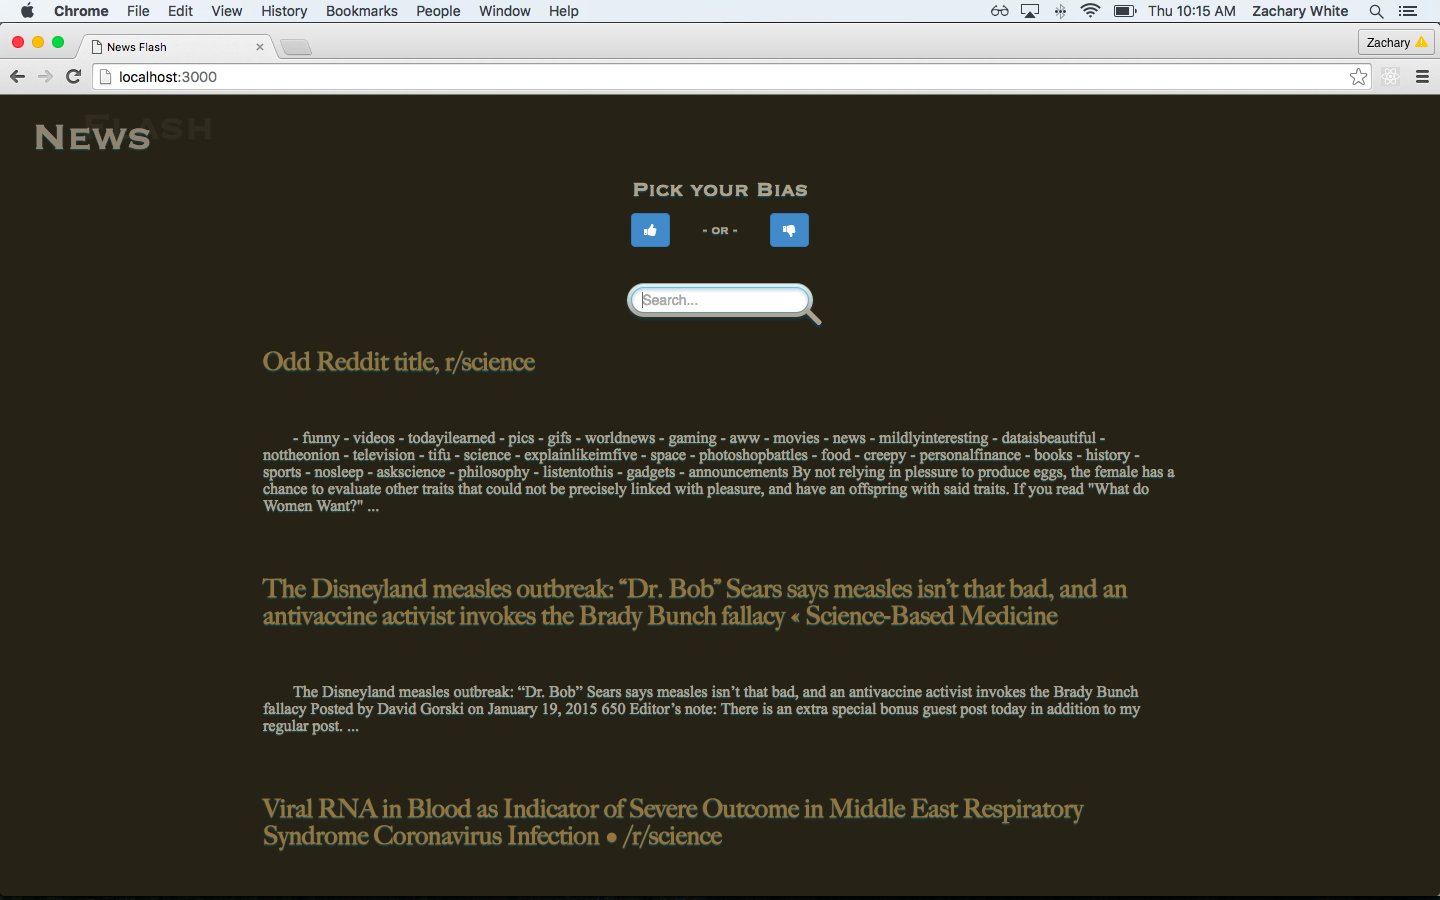 Chrome File Edit View History Bookmarks People Window Help Thu 10:15 AM Zachary White
News Flash Zachary
localhost:3000
Flash
News
Pick your Bias
- or -
Search...
Odd Reddit title, r/science
- funny - videos - todayilearned - pics - gifs - worldnews - gaming - aww - movies - news - mildlyinteresting - dataisbeautiful -
nottheonion - television - tifu - science - explainlikeimfive - space - photoshopbattles - food - creepy - personalfinance - books - history -
sports - nosleep - askscience - philosophy - listentothis - gadgets - announcements By not relying in plessure to produce eggs, the female has a
chance to evaluate other traits that could not be precisely linked with pleasure, and have an offspring with said traits. If you read "What do
Women Want?" ...
The Disneyland measles outbreak: “Dr. Bob” Sears says measles isn’t that bad, and an
antivaccine activist invokes the Brady Bunch fallacy « Science-Based Medicine
The Disneyland measles outbreak: “Dr. Bob” Sears says measles isn’t that bad, and an antivaccine activist invokes the Brady Bunch
fallacy Posted by David Gorski on January 19, 2015 650 Editor’s note: There is an extra special bonus guest post today in addition to my
regular post. ...
Viral RNA in Blood as Indicator of Severe Outcome in Middle East Respiratory
Syndrome Coronavirus Infection • /r/science